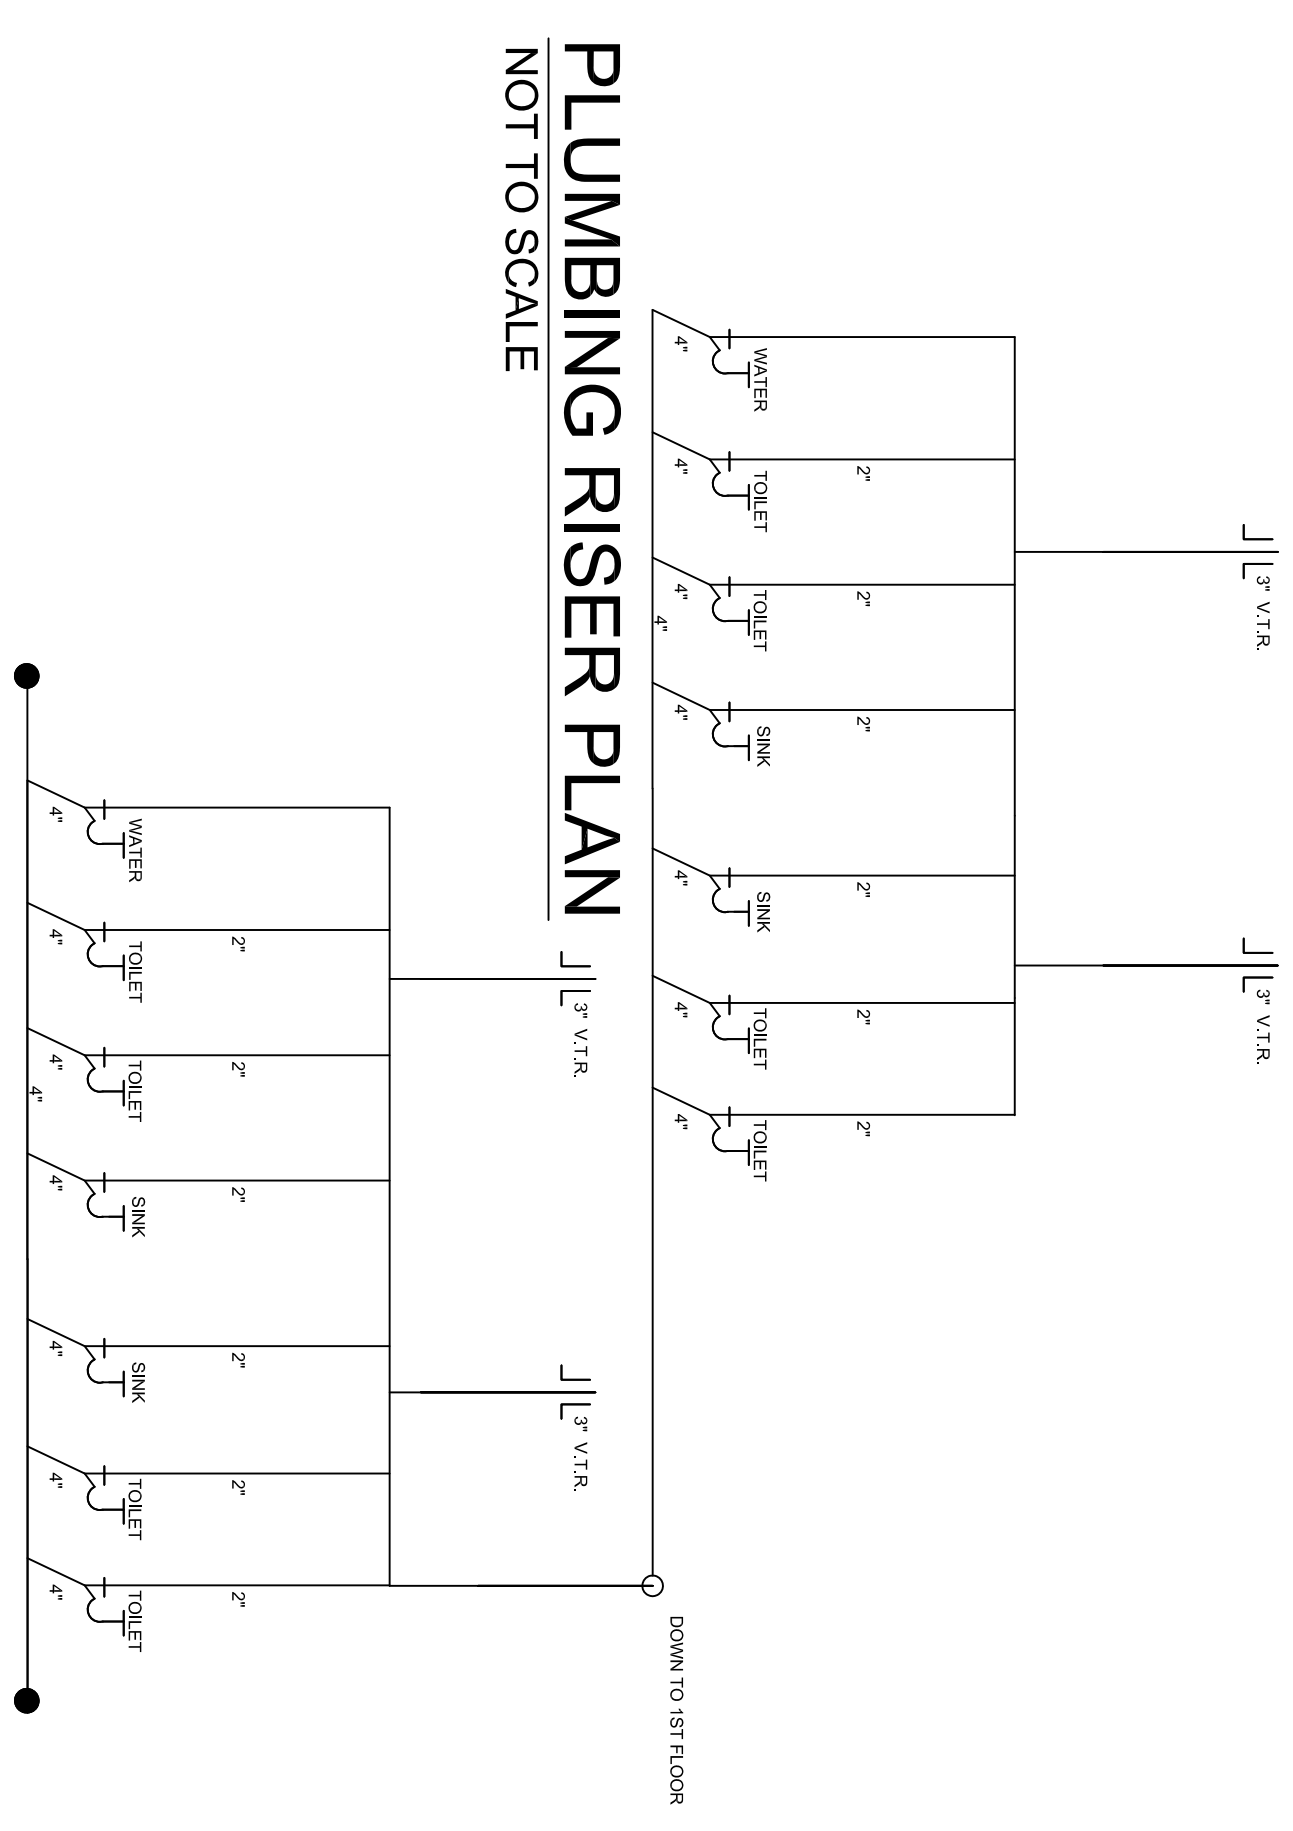 3" V.T.R.
3" V.T.R.
2"
2"
2"
2"
2"
2"
WATER
TOILET
TOILET
SINK
SINK
TOILET
TOILET
4"
4"
4"
4"
4"
4"
4"
4"
DOWN TO 1ST FLOOR
PLUMBING RISER PLAN
NOT TO SCALE
3" V.T.R.
3" V.T.R.
2"
2"
2"
2"
2"
2"
WATER
TOILET
TOILET
SINK
SINK
TOILET
TOILET
4"
4"
4"
4"
4"
4"
4"
4"